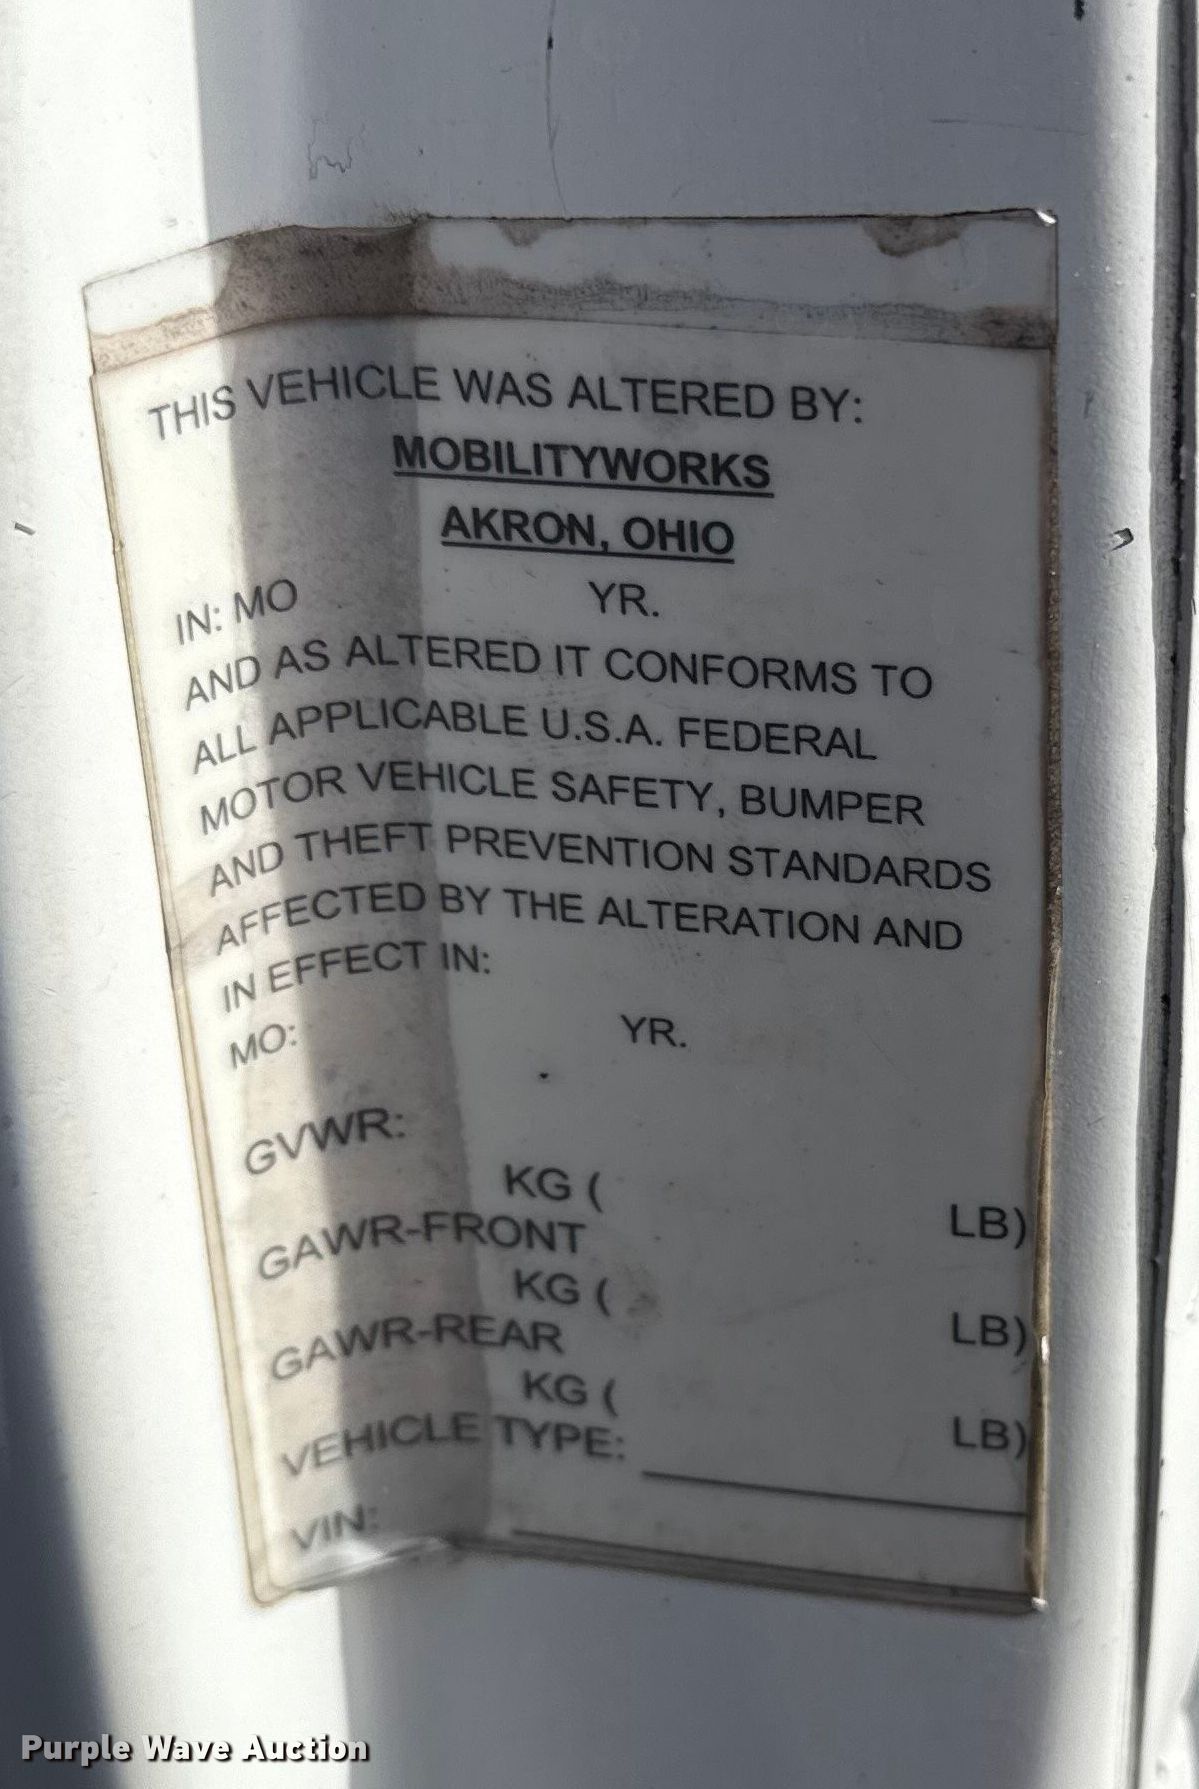 THIS VEHICLE WAS ALTERED BY:
MOBILITYWORKS
AKRON, OHIO
IN: MO YR.
AND AS ALTERED IT CONFORMS TO
ALL APPLICABLE U.S.A. FEDERAL
MOTOR VEHICLE SAFETY, BUMPER
AND THEFT PREVENTION STANDARDS
AFFECTED BY THE ALTERATION AND
IN EFFECT IN:
MO: YR.
GVWR:
KG ( LB)
GAWR-FRONT
KG ( LB)
GAWR-REAR
KG ( LB)
VEHICLE TYPE:
VIN:
Purple Wave Auction